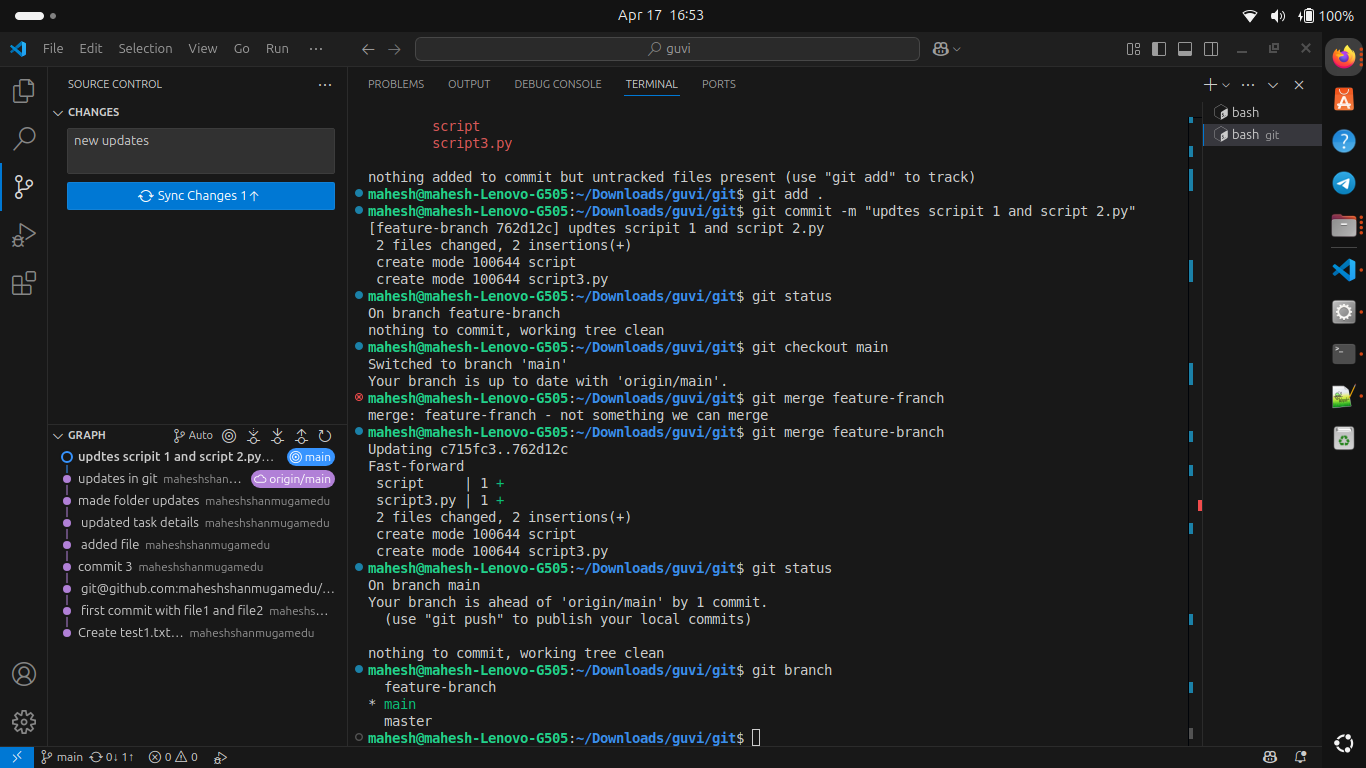 Apr 17 16:53
100%
File Edit Selection View Go Run ···
guvi
SOURCE CONTROL ···
CHANGES
new updates
Sync Changes 1↑
PROBLEMS OUTPUT DEBUG CONSOLE TERMINAL PORTS
bash
bash git
script
script3.py
nothing added to commit but untracked files present (use "git add" to track)
mahesh@mahesh-Lenovo-G505:~/Downloads/guvi/git$ git add .
mahesh@mahesh-Lenovo-G505:~/Downloads/guvi/git$ git commit -m "updtes scripit 1 and script 2.py"
[feature-branch 762d12c] updtes scripit 1 and script 2.py
2 files changed, 2 insertions(+)
create mode 100644 script
create mode 100644 script3.py
mahesh@mahesh-Lenovo-G505:~/Downloads/guvi/git$ git status
On branch feature-branch
nothing to commit, working tree clean
mahesh@mahesh-Lenovo-G505:~/Downloads/guvi/git$ git checkout main
Switched to branch 'main'
Your branch is up to date with 'origin/main'.
mahesh@mahesh-Lenovo-G505:~/Downloads/guvi/git$ git merge feature-franch
merge: feature-franch - not something we can merge
mahesh@mahesh-Lenovo-G505:~/Downloads/guvi/git$ git merge feature-branch
Updating c715fc3..762d12c
Fast-forward
script | 1 +
script3.py | 1 +
2 files changed, 2 insertions(+)
create mode 100644 script
create mode 100644 script3.py
mahesh@mahesh-Lenovo-G505:~/Downloads/guvi/git$ git status
On branch main
Your branch is ahead of 'origin/main' by 1 commit.
(use "git push" to publish your local commits)
nothing to commit, working tree clean
mahesh@mahesh-Lenovo-G505:~/Downloads/guvi/git$ git branch
feature-branch
* main
master
mahesh@mahesh-Lenovo-G505:~/Downloads/guvi/git$
GRAPH Auto
updtes scripit 1 and script 2.py... main
updates in git maheshshan... origin/main
made folder updates maheshshanmugamedu
updated task details maheshshanmugamedu
added file maheshshanmugamedu
commit 3 maheshshanmugamedu
git@github.com:maheshshanmugamedu/...
first commit with file1 and file2 maheshs...
Create test1.txt... maheshshanmugamedu
main 0↓ 1↑ 0 0